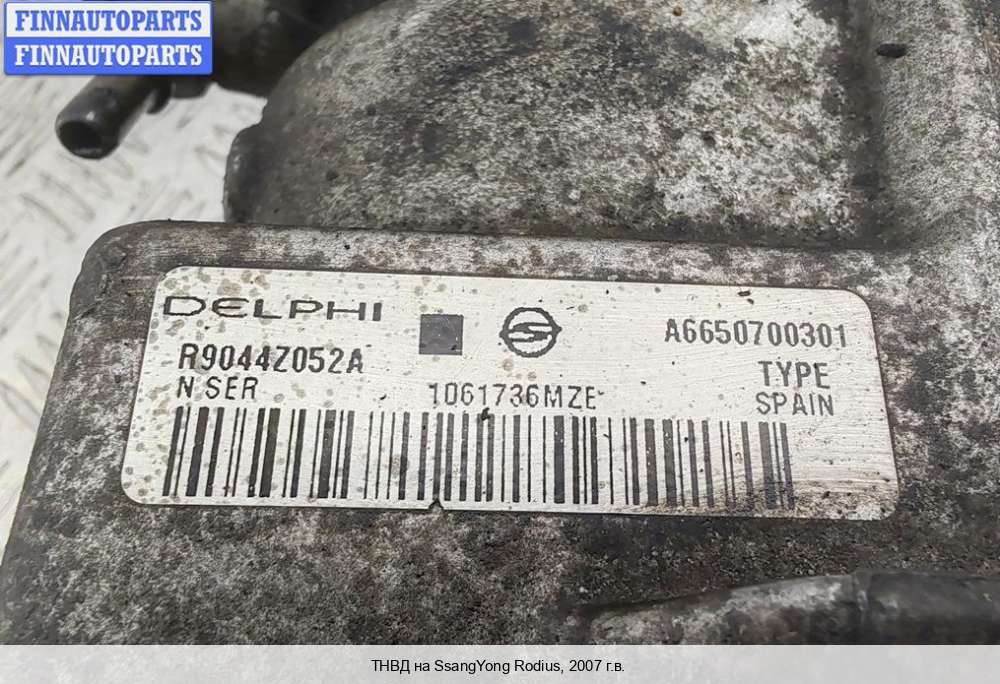 FINNAUTOPARTS
FINNAUTOPARTS
DELPHI
A6650700301
R9044Z052A
TYPE
N SER
1061736MZE
SPAIN
ТНВД на SsangYong Rodius, 2007 г.в.